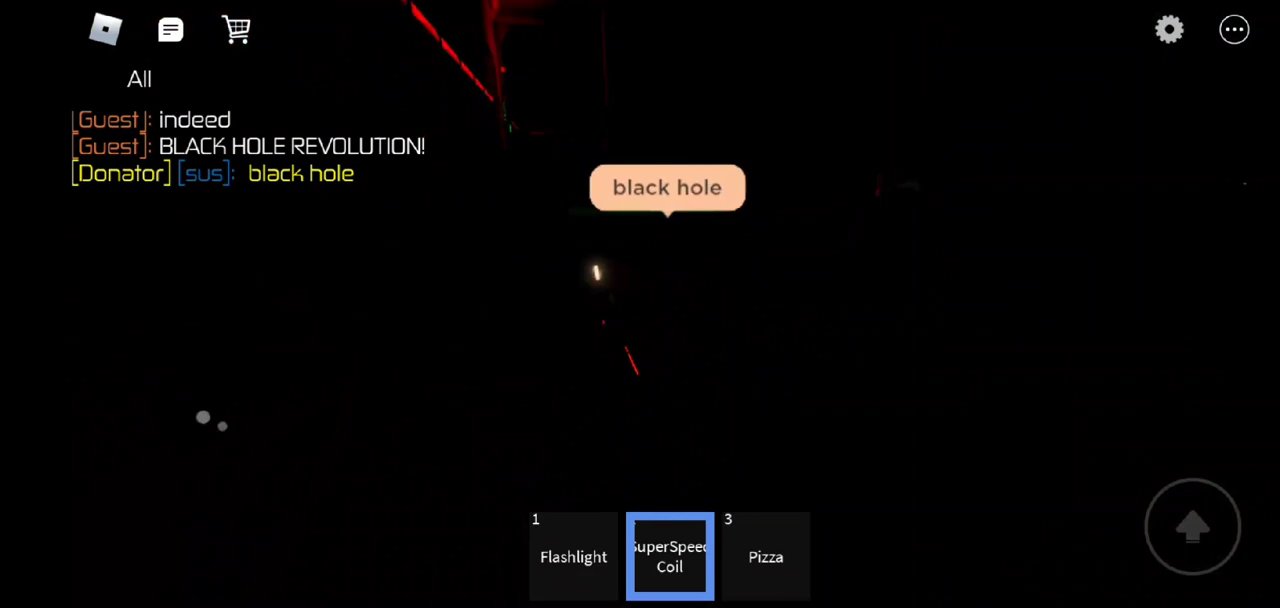 All
[Guest]: indeed
[Guest]: BLACK HOLE REVOLUTION!
[Donator] [sus]: black hole
black hole
1
Flashlight
SuperSpeed
Coil
3
Pizza